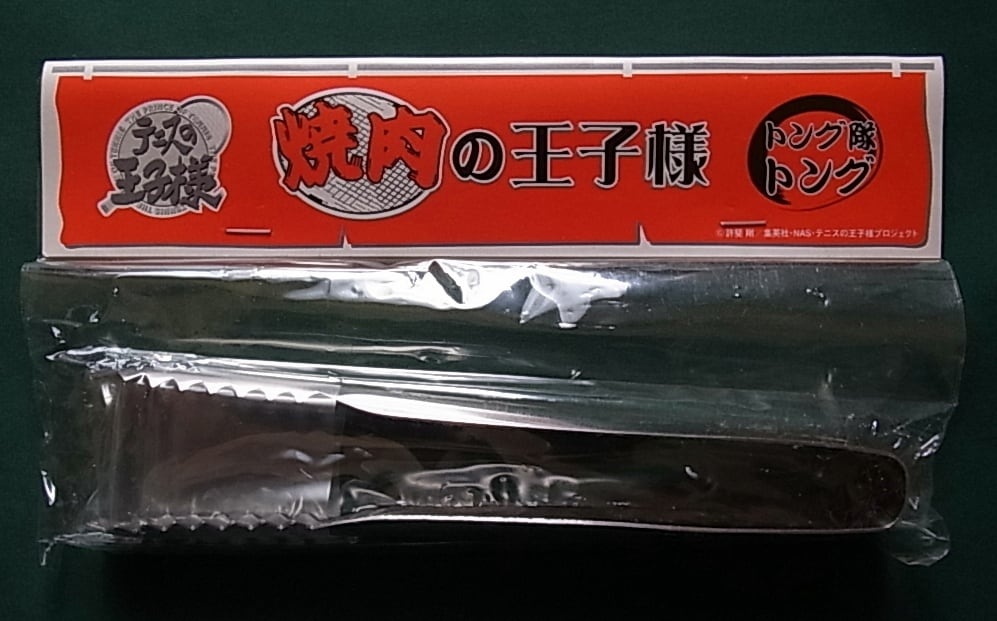 テニスの
王子様
焼肉の王子様
トング隊
トング
© 許斐 剛／集英社・NAS・テニスの王子様プロジェクト